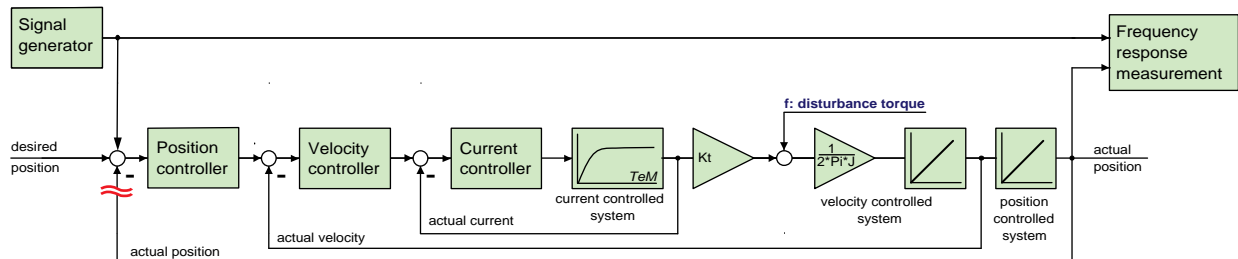 Signal
generator
Frequency
response
measurement
f: disturbance torque
desired
position
-
Position
controller
-
Velocity
controller
-
Current
controller
TeM
current controlled
system
Kt
1
2*Pi*J
velocity controlled
system
position
controlled
system
actual
position
actual current
actual velocity
actual position